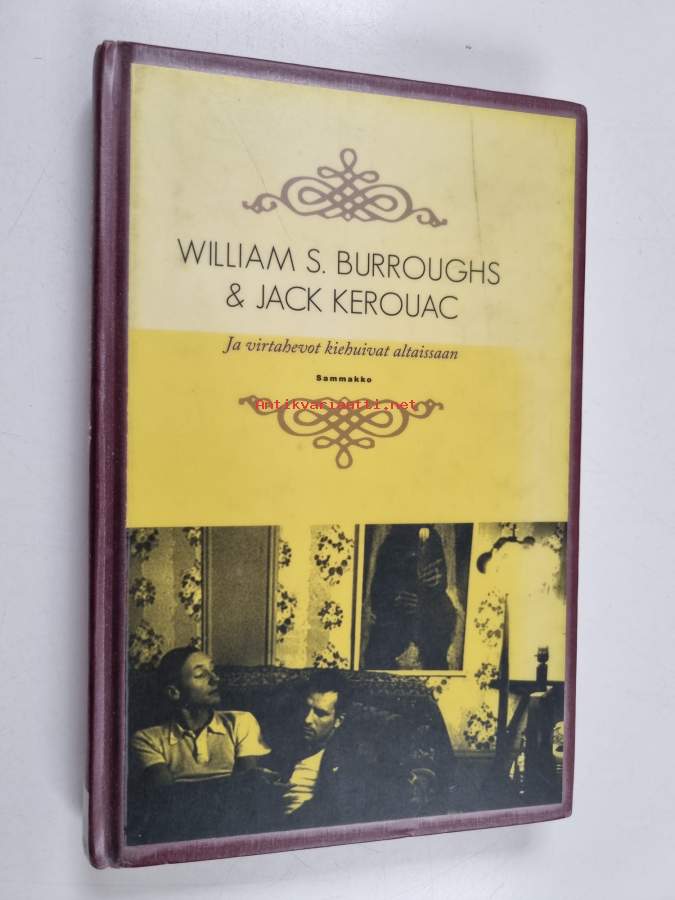 WILLIAM S. BURROUGHS
& JACK KEROUAC
Ja virtahevot kiehuivat altaissaan
Sammakko
Antikvariaatti.net